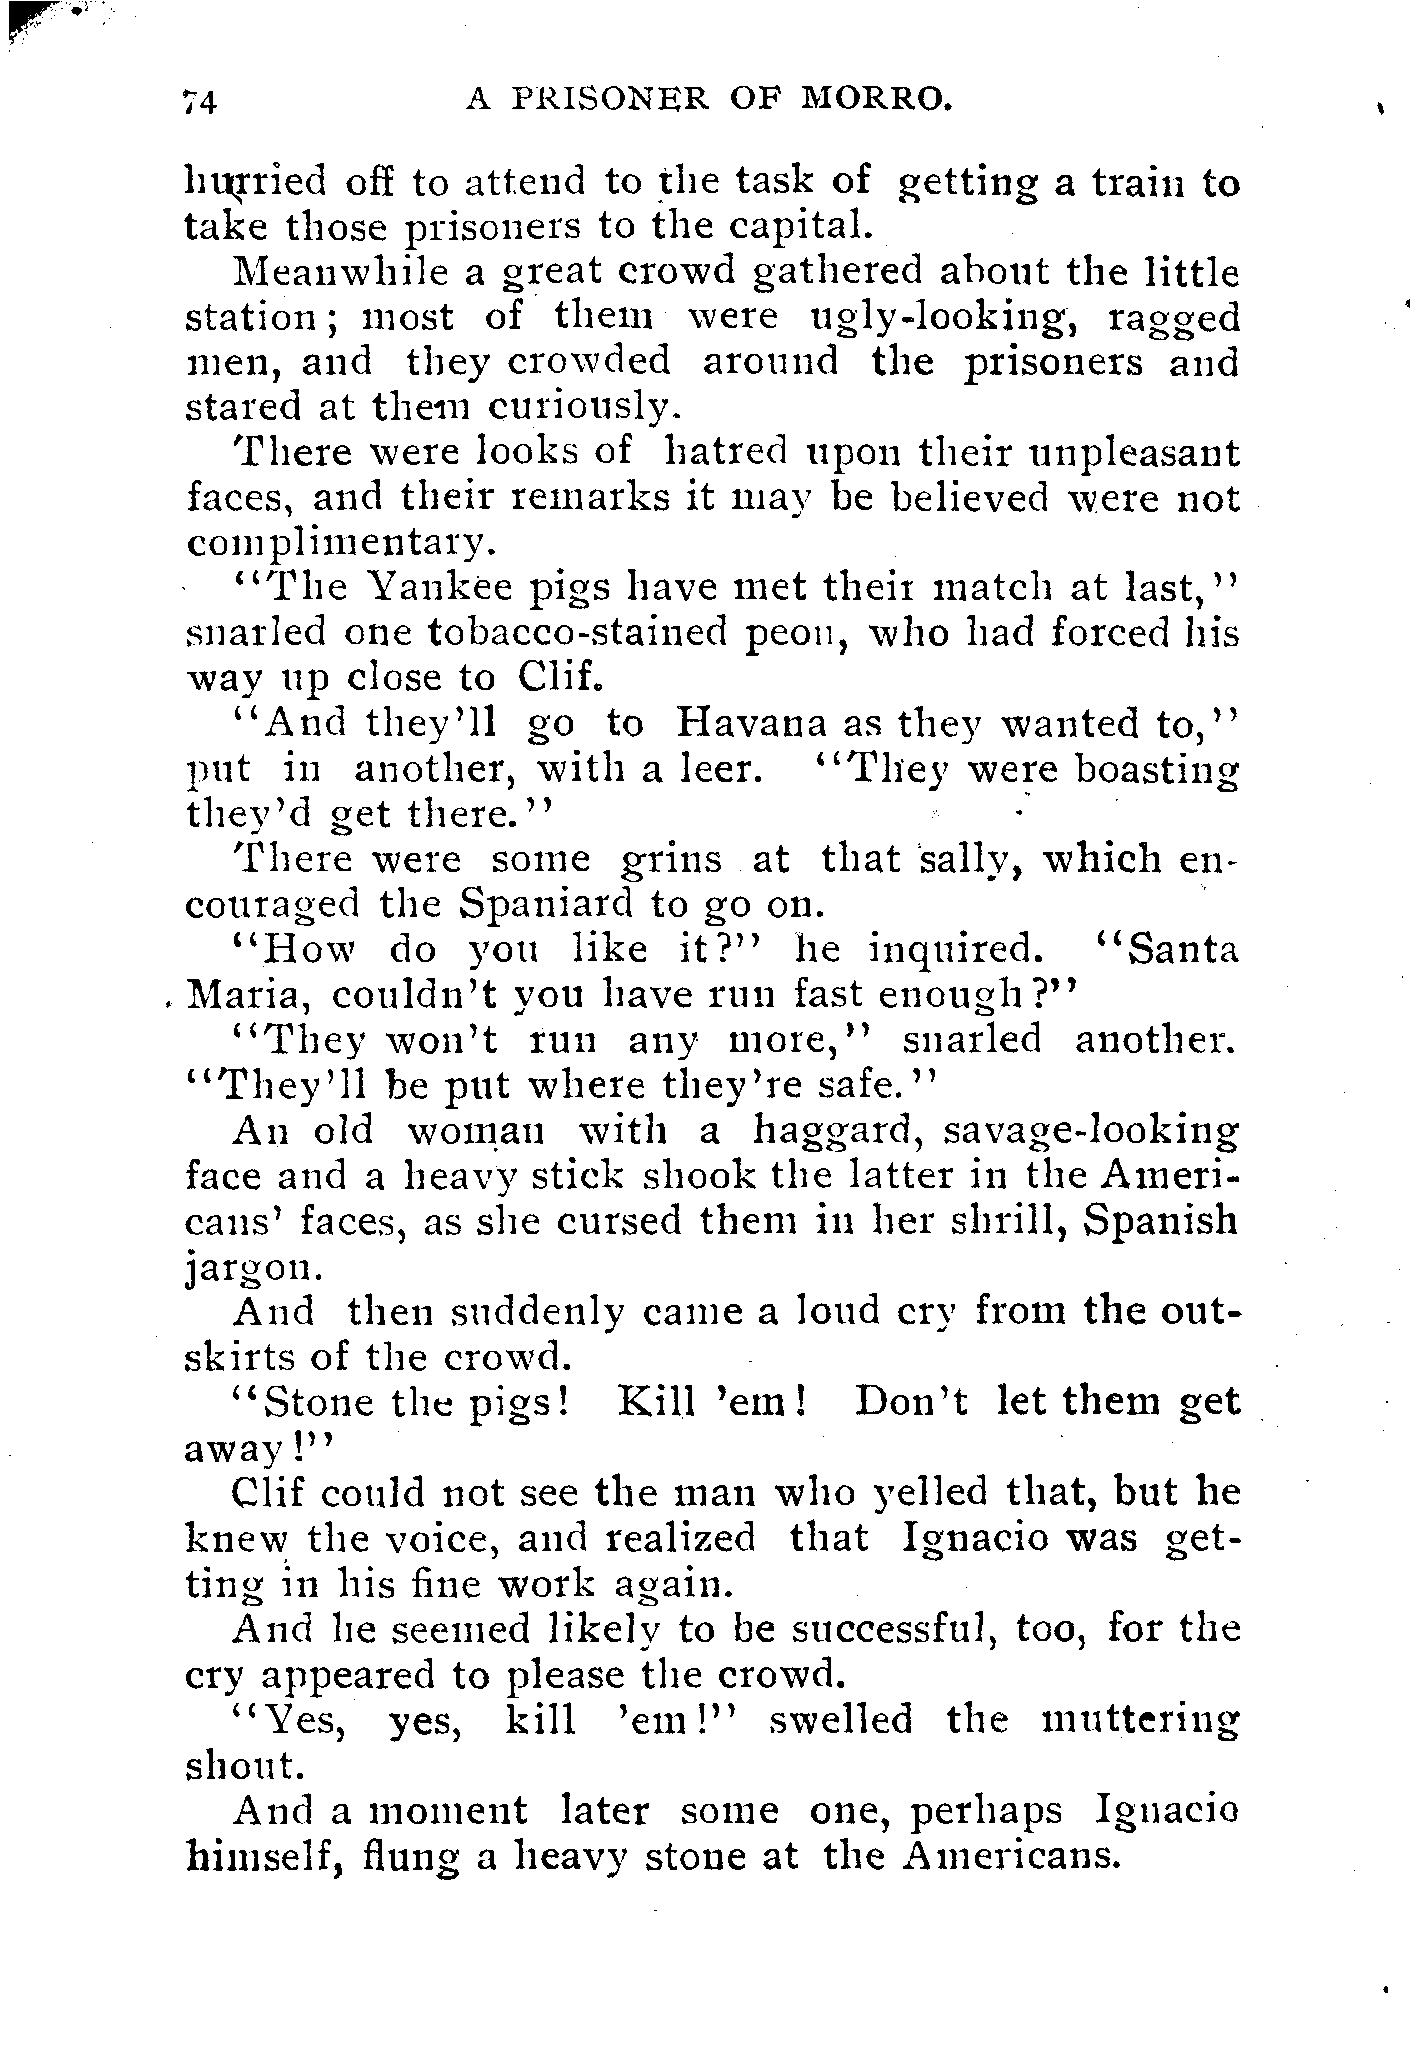 74 A PRISONER OF MORRO.
hurried off to attend to the task of getting a train to
take those prisoners to the capital.
Meanwhile a great crowd gathered about the little
station; most of them were ugly-looking, ragged
men, and they crowded around the prisoners and
stared at them curiously.
There were looks of hatred upon their unpleasant
faces, and their remarks it may be believed were not
complimentary.
"The Yankee pigs have met their match at last,"
snarled one tobacco-stained peon, who had forced his
way up close to Clif.
"And they'll go to Havana as they wanted to,"
put in another, with a leer. "They were boasting
they'd get there."
There were some grins at that sally, which en-
couraged the Spaniard to go on.
"How do you like it?" he inquired. "Santa
Maria, couldn't you have run fast enough?"
"They won't run any more," snarled another.
"They'll be put where they're safe."
An old woman with a haggard, savage-looking
face and a heavy stick shook the latter in the Ameri-
cans' faces, as she cursed them in her shrill, Spanish
jargon.
And then suddenly came a loud cry from the out-
skirts of the crowd.
"Stone the pigs! Kill 'em! Don't let them get
away!"
Clif could not see the man who yelled that, but he
knew the voice, and realized that Ignacio was get-
ting in his fine work again.
And he seemed likely to be successful, too, for the
cry appeared to please the crowd.
"Yes, yes, kill 'em!" swelled the muttering
shout.
And a moment later some one, perhaps Ignacio
himself, flung a heavy stone at the Americans.